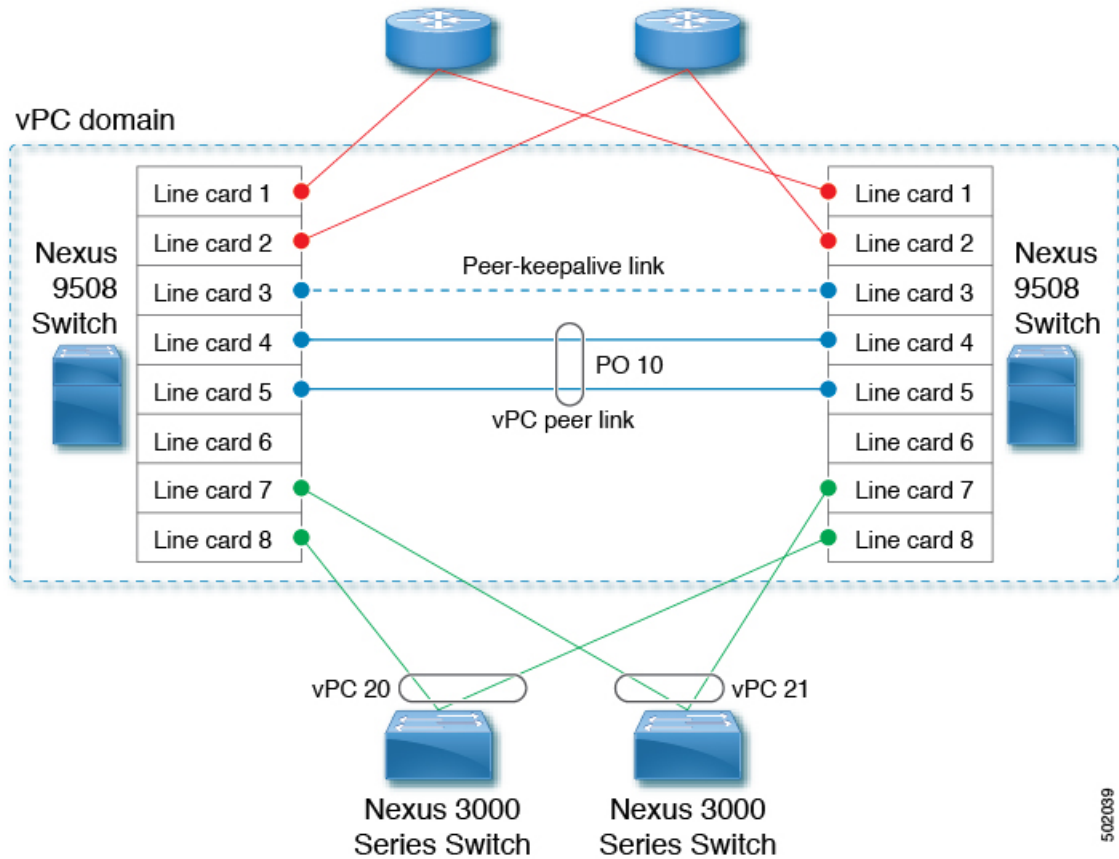 vPC domain
Line card 1
Line card 2
Line card 3
Line card 4
Line card 5
Line card 6
Line card 7
Line card 8
Nexus
9508
Switch
Peer-keepalive link
PO 10
vPC peer link
Line card 1
Line card 2
Line card 3
Line card 4
Line card 5
Line card 6
Line card 7
Line card 8
Nexus
9508
Switch
vPC 20
vPC 21
Nexus 3000
Series Switch
Nexus 3000
Series Switch
502039